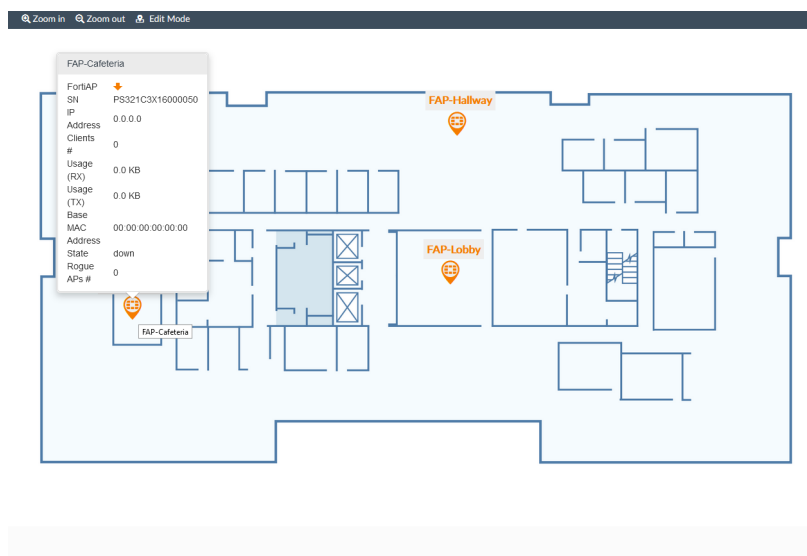 Zoom in Zoom out Edit Mode
FAP-Cafeteria
FortiAP
SN PS321C3X16000050
IP
Address 0.0.0.0
Clients
# 0
Usage
(RX) 0.0 KB
Usage
(TX) 0.0 KB
Base
MAC 00:00:00:00:00:00
Address
State down
Rogue
APs # 0
FAP-Hallway
FAP-Lobby
FAP-Cafeteria